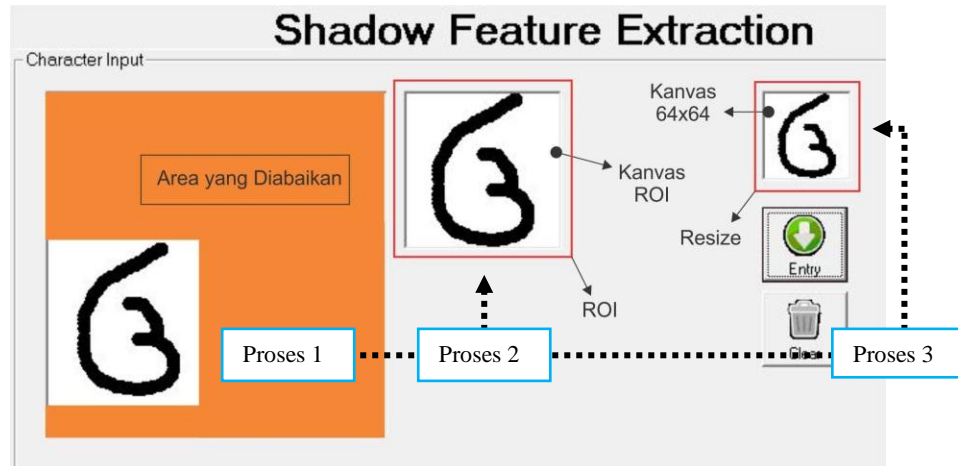 Shadow Feature Extraction
Character Input
Area yang Diabaikan
Kanvas
ROI
ROI
Kanvas
64x64
Resize
Entry
Clear
Proses 1
Proses 2
Proses 3